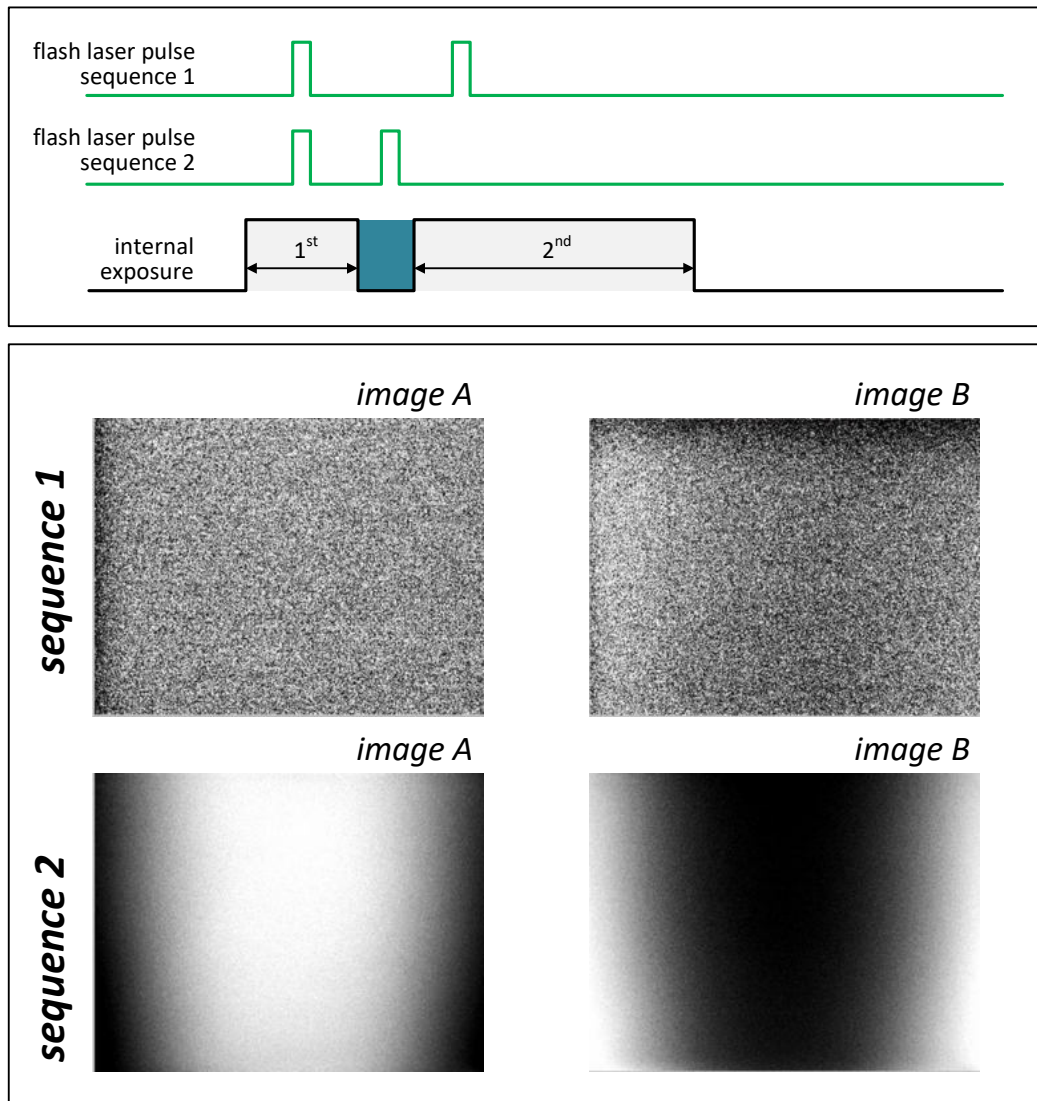 flash laser pulse
sequence 1
flash laser pulse
sequence 2
internal
exposure
1st
2nd
image A
image B
sequence 1
image A
image B
sequence 2